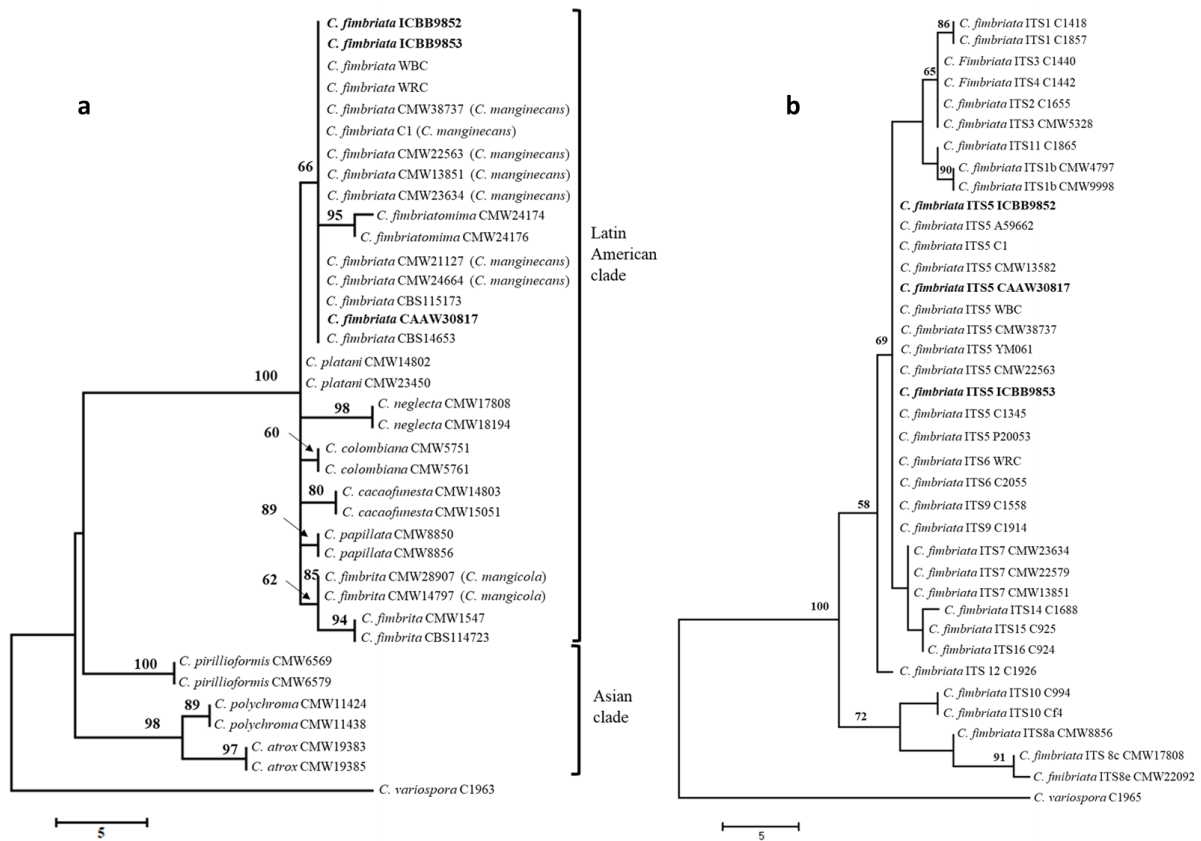 a
C. fimbriata ICBB9852
C. fimbriata ICBB9853
C. fimbriata WBC
C. fimbriata WRC
C. fimbriata CMW38737 (C. manginecans)
C. fimbriata C1 (C. manginecans)
C. fimbriata CMW22563 (C. manginecans)
C. fimbriata CMW13851 (C. manginecans)
C. fimbriata CMW23634 (C. manginecans)
C. fimbriatomima CMW24174
C. fimbriatomima CMW24176
C. fimbriata CMW21127 (C. manginecans)
C. fimbriata CMW24664 (C. manginecans)
C. fimbriata CBS115173
C. fimbriata CAAW30817
C. fimbriata CBS14653
C. platani CMW14802
C. platani CMW23450
C. neglecta CMW17808
C. neglecta CMW18194
C. colombiana CMW5751
C. colombiana CMW5761
C. cacaofunesta CMW14803
C. cacaofunesta CMW15051
C. papillata CMW8850
C. papillata CMW8856
C. fimbrita CMW28907 (C. mangicola)
C. fimbrita CMW14797 (C. mangicola)
C. fimbrita CMW1547
C. fimbrita CBS114723
C. pirillioformis CMW6569
C. pirillioformis CMW6579
C. polychroma CMW11424
C. polychroma CMW11438
C. atrox CMW19383
C. atrox CMW19385
C. variospora C1963
66
95
100
98
60
80
89
85
62
94
100
89
98
97
Latin
American
clade
Asian
clade
5
b
C. fimbriata ITS1 C1418
C. fimbriata ITS1 C1857
C. Fimbriata ITS3 C1440
C. Fimbriata ITS4 C1442
C. fimbriata ITS2 C1655
C. fimbriata ITS3 CMW5328
C. fimbriata ITS11 C1865
C. fimbriata ITS1b CMW4797
C. fimbriata ITS1b CMW9998
C. fimbriata ITS5 ICBB9852
C. fimbriata ITS5 A59662
C. fimbriata ITS5 C1
C. fimbriata ITS5 CMW13582
C. fimbriata ITS5 CAAW30817
C. fimbriata ITS5 WBC
C. fimbriata ITS5 CMW38737
C. fimbriata ITS5 YM061
C. fimbriata ITS5 CMW22563
C. fimbriata ITS5 ICBB9853
C. fimbriata ITS5 C1345
C. fimbriata ITS5 P20053
C. fimbriata ITS6 WRC
C. fimbriata ITS6 C2055
C. fimbriata ITS9 C1558
C. fimbriata ITS9 C1914
C. fimbriata ITS7 CMW23634
C. fimbriata ITS7 CMW22579
C. fimbriata ITS7 CMW13851
C. fimbriata ITS14 C1688
C. fimbriata ITS15 C925
C. fimbriata ITS16 C924
C. fimbriata ITS 12 C1926
C. fimbriata ITS10 C994
C. fimbriata ITS10 Cf4
C. fimbriata ITS8a CMW8856
C. fimbriata ITS 8c CMW17808
C. fmibriata ITS8e CMW22092
C. variospora C1965
86
65
90
69
58
100
72
91
5